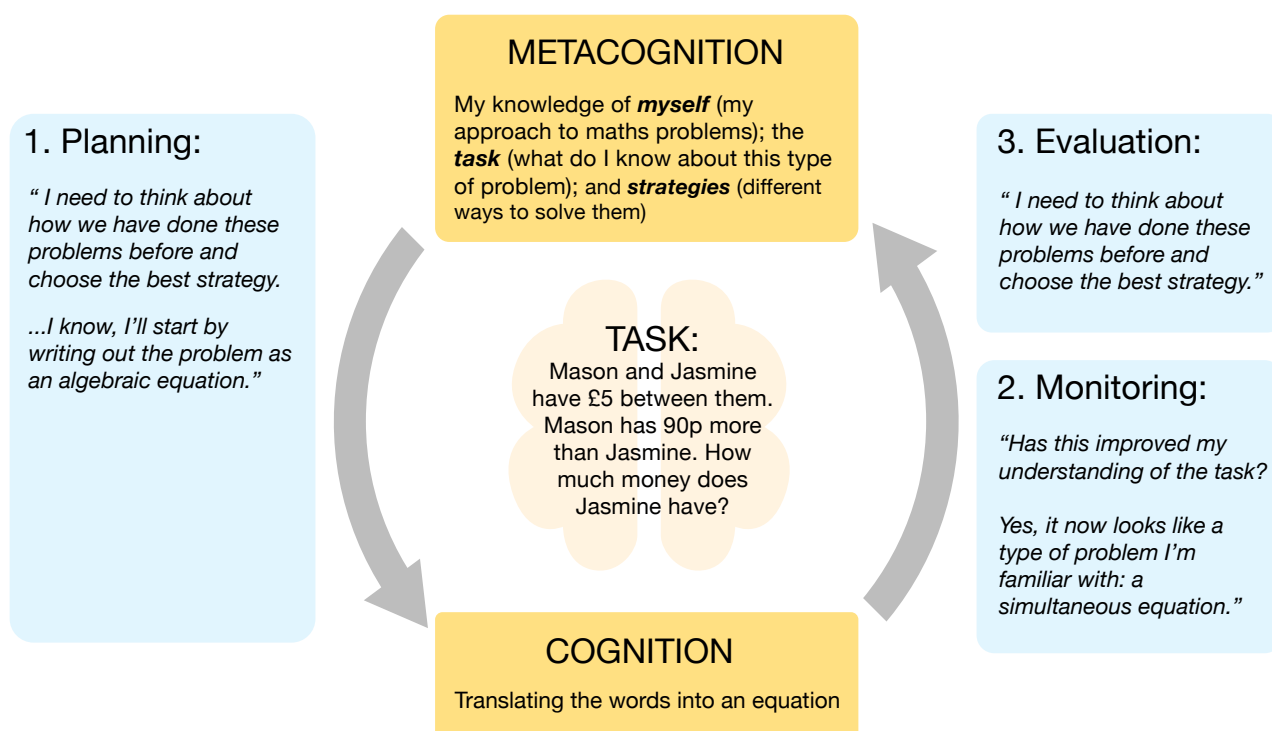 METACOGNITION
My knowledge of myself (my
approach to maths problems); the
task (what do I know about this type
of problem); and strategies (different
ways to solve them)
1. Planning:
“ I need to think about
how we have done these
problems before and
choose the best strategy.
...I know, I’ll start by
writing out the problem as
an algebraic equation.”
TASK:
Mason and Jasmine
have £5 between them.
Mason has 90p more
than Jasmine. How
much money does
Jasmine have?
3. Evaluation:
“ I need to think about
how we have done these
problems before and
choose the best strategy.”
2. Monitoring:
“Has this improved my
understanding of the task?
Yes, it now looks like a
type of problem I’m
familiar with: a
simultaneous equation.”
COGNITION
Translating the words into an equation